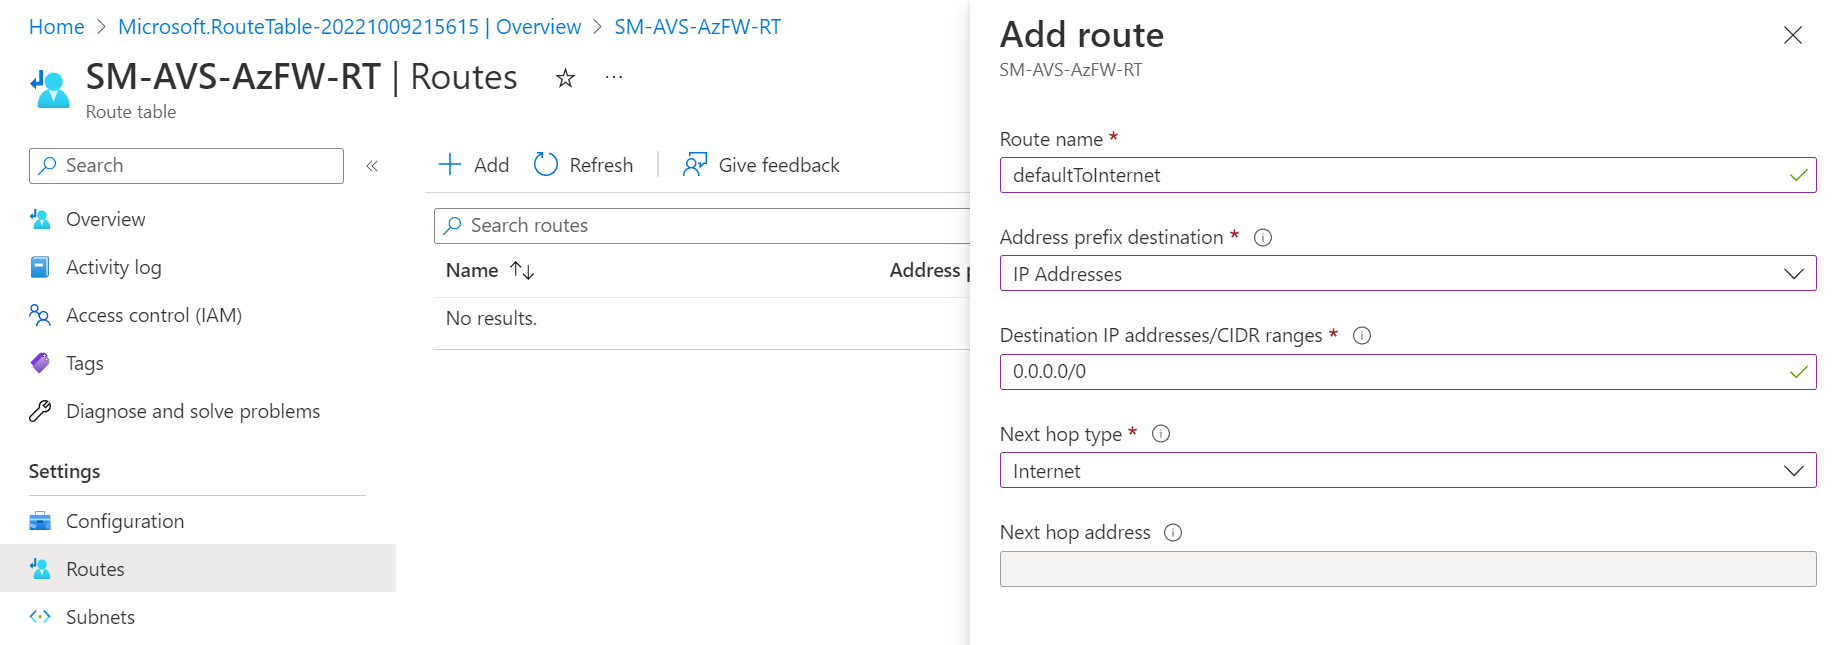 Home > Microsoft.RouteTable-20221009215615 | Overview > SM-AVS-AzFW-RT
SM-AVS-AzFW-RT | Routes
Route table
Search
Overview
Activity log
Access control (IAM)
Tags
Diagnose and solve problems
Settings
Configuration
Routes
Subnets
Add Refresh Give feedback
Search routes
Name Address p
No results.
Add route
SM-AVS-AzFW-RT
Route name *
defaultToInternet
Address prefix destination *
IP Addresses
Destination IP addresses/CIDR ranges *
0.0.0.0/0
Next hop type *
Internet
Next hop address